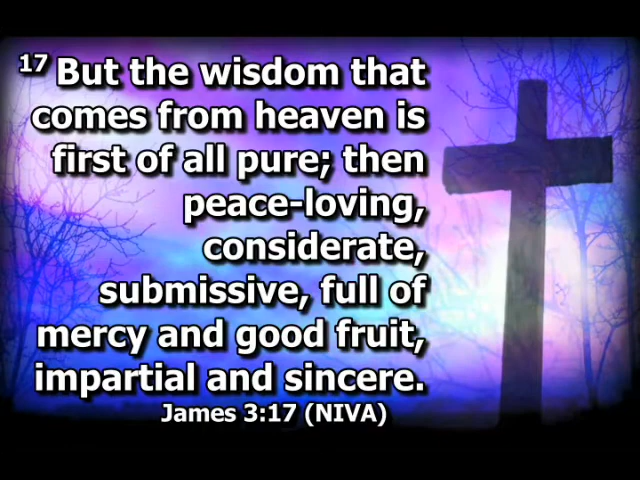 17 But the wisdom that
comes from heaven is
first of all pure; then
peace-loving,
considerate,
submissive, full of
mercy and good fruit,
impartial and sincere.
James 3:17 (NIVA)